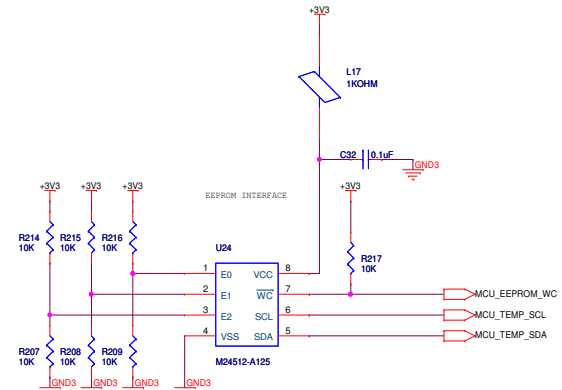 +3V3
L17
1KOHM
C32 0.1uF
GND3
+3V3 +3V3 +3V3 +3V3
EEPROM INTERFACE
R214 R215 R216
10K 10K 10K
U24
R217
10K
1 E0 VCC 8
2 E1 WC 7 MCU_EEPROM_WC
3 E2 SCL 6 MCU_TEMP_SCL
4 VSS SDA 5 MCU_TEMP_SDA
R207 R208 R209
10K 10K 10K
M24512-A125
GND3 GND3 GND3 GND3